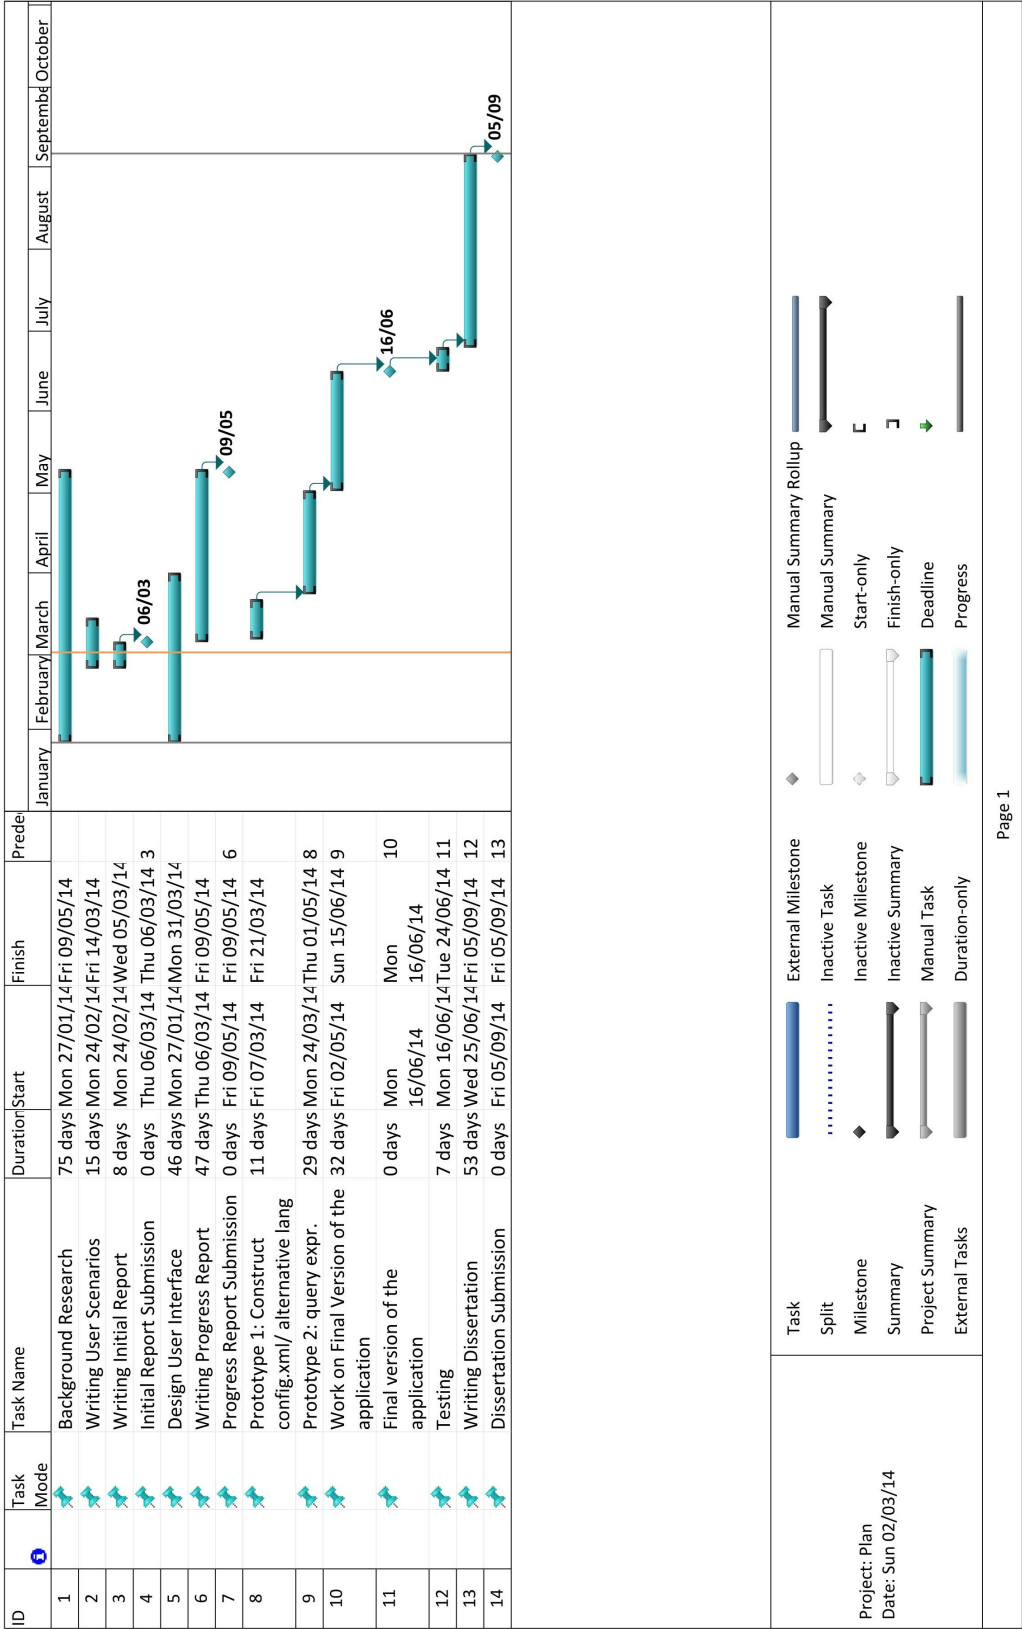 ID Task Mode Task Name Duration Start Finish Prede January February March April May June July August Septembe October
1 Background Research 75 days Mon 27/01/14 Fri 09/05/14
2 Writing User Scenarios 15 days Mon 24/02/14 Fri 14/03/14
3 Writing Initial Report 8 days Mon 24/02/14 Wed 05/03/14
4 Initial Report Submission 0 days Thu 06/03/14 Thu 06/03/14 3 06/03
5 Design User Interface 46 days Mon 27/01/14 Mon 31/03/14
6 Writing Progress Report 47 days Thu 06/03/14 Fri 09/05/14
7 Progress Report Submission 0 days Fri 09/05/14 Fri 09/05/14 6 09/05
8 Prototype 1: Construct 11 days Fri 07/03/14 Fri 21/03/14
config.xml/ alternative lang
9 Prototype 2: query expr. 29 days Mon 24/03/14 Thu 01/05/14 8
10 Work on Final Version of the 32 days Fri 02/05/14 Sun 15/06/14 9
application
11 Final version of the 0 days Mon Mon 10 16/06
application 16/06/14 16/06/14
12 Testing 7 days Mon 16/06/14 Tue 24/06/14 11
13 Writing Dissertation 53 days Wed 25/06/14 Fri 05/09/14 12
14 Dissertation Submission 0 days Fri 05/09/14 Fri 05/09/14 13 05/09
Project: Plan
Date: Sun 02/03/14
Task External Milestone Manual Summary Rollup
Split Inactive Task Manual Summary
Milestone Inactive Milestone Start-only
Summary Inactive Summary Finish-only
Project Summary Manual Task Deadline
External Tasks Duration-only Progress
Page 1